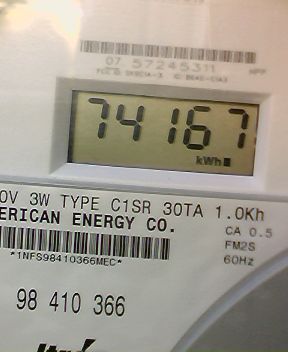 07 57245311
74167
kWh
0V 3W TYPE C1SR 30TA 1.0Kh
ERICAN ENERGY CO.
CA 0.5
FM2S
*1NFS98410366MEC*
60Hz
98 410 366